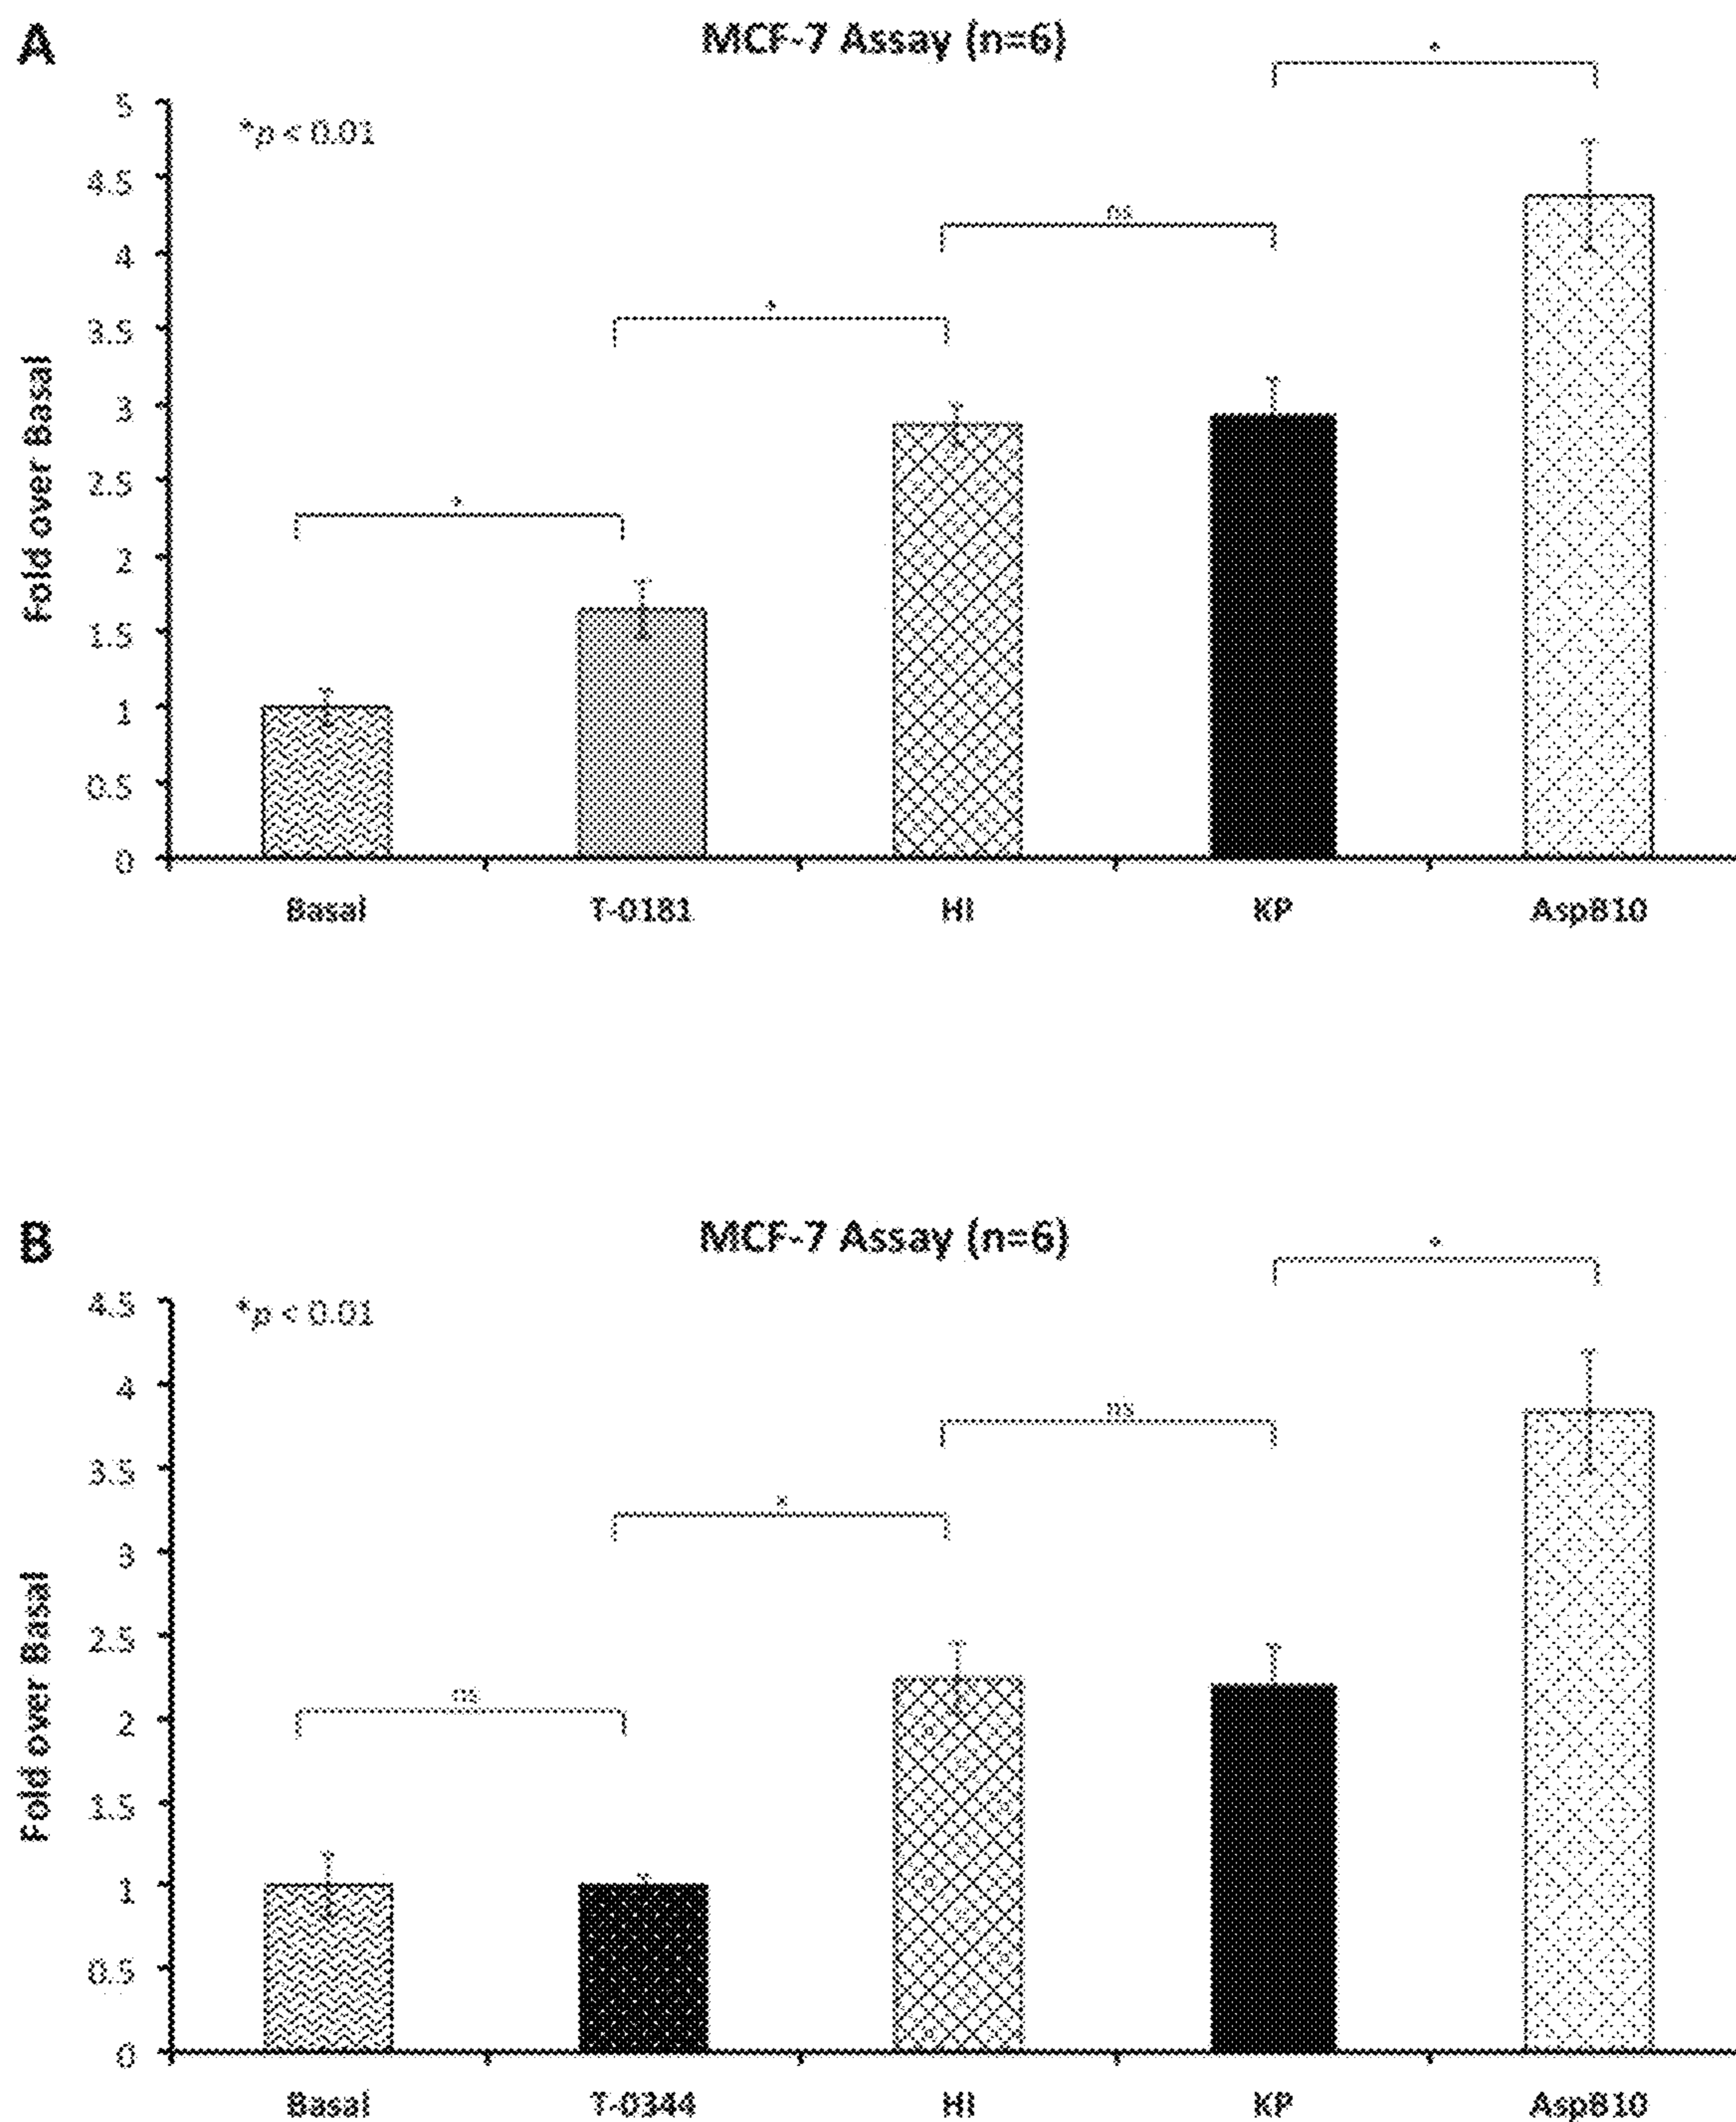 A
MCF-7 Assay (n=6)
*
*p < 0.01
5
4.5
4
3.5
3
2.5
2
1.5
1
0.5
0
Fold over Basal
ns
*
*
Basal T-0181 HI KP AspB10
B
MCF-7 Assay (n=6)
*
*p < 0.01
4.5
4
3.5
3
2.5
2
1.5
1
0.5
0
Fold over Basal
ns
*
ns
Basal T-0344 HI KP AspB10